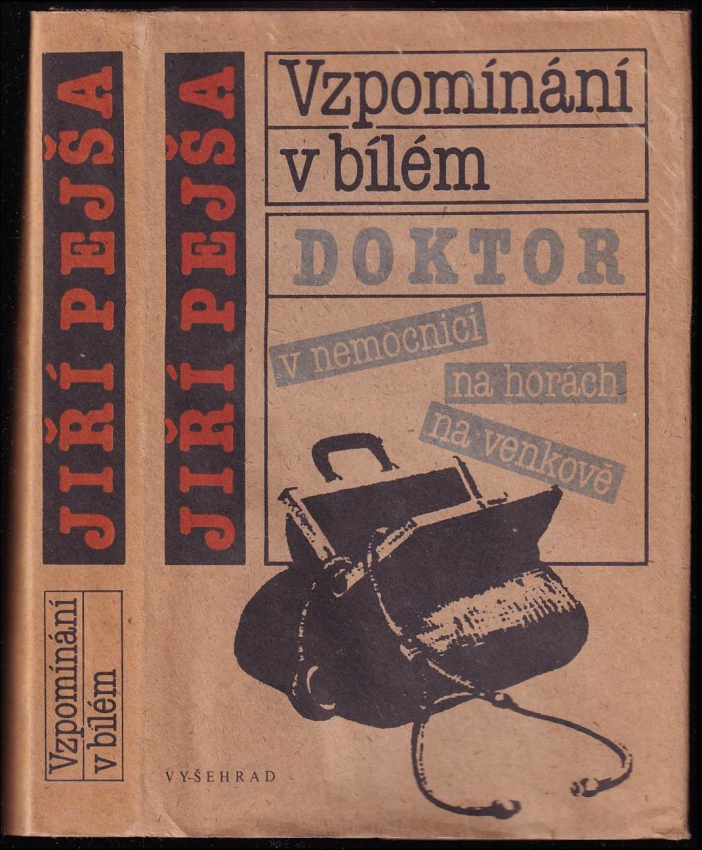 JIŘÍ PEJŠA
Vzpomínání
v bílém
JIŘÍ PEJŠA
Vzpomínání
v bílém
DOKTOR
v nemocnici
na horách
na venkově
VYŠEHRAD